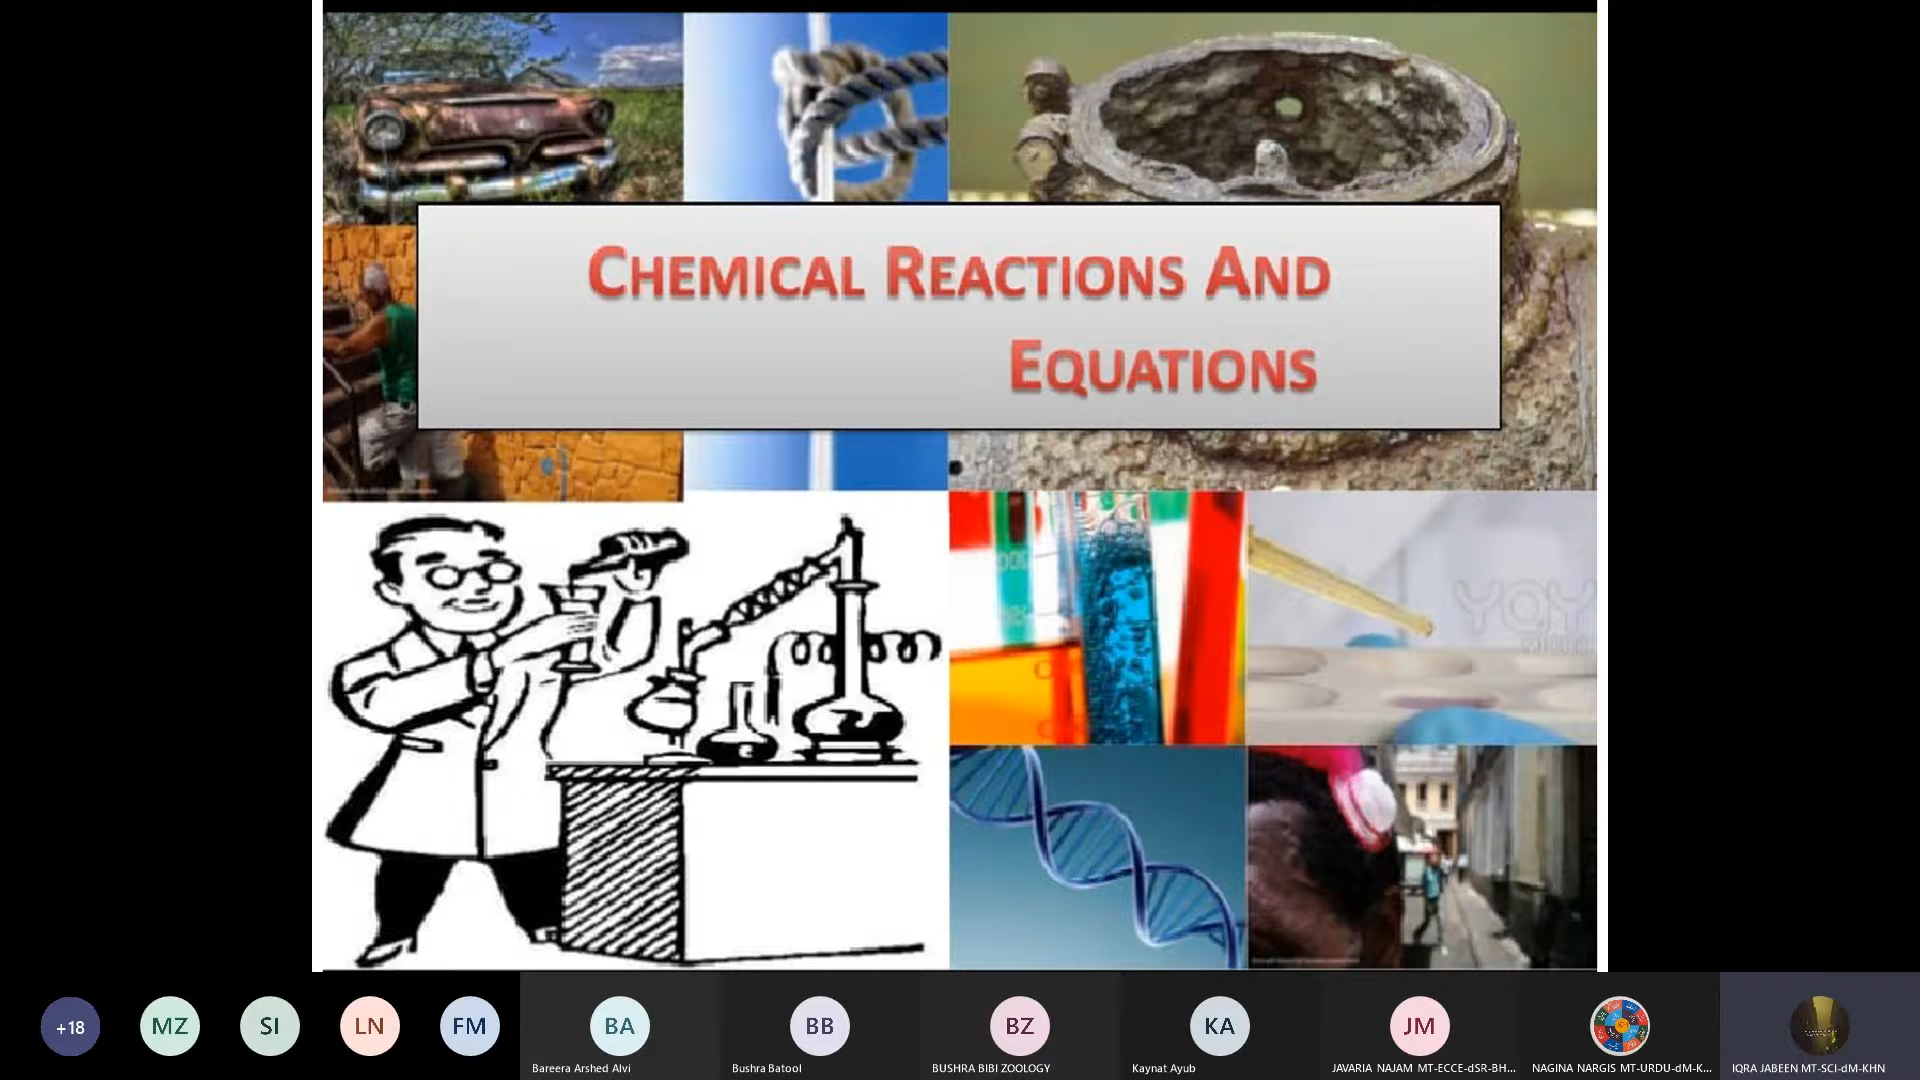 CHEMICAL REACTIONS AND
EQUATIONS
YAY
+18
MZ
SI
LN
FM
BA
BB
BZ
KA
JM
Bareera Arshed Alvi
Bushra Batool
BUSHRA BIBI ZOOLOGY
Kaynat Ayub
JAVARIA NAJAM MT-ECCE-dSR-BH...
NAGINA NARGIS MT-URDU-dM-K...
IQRA JABEEN MT-SCI-dM-KHN